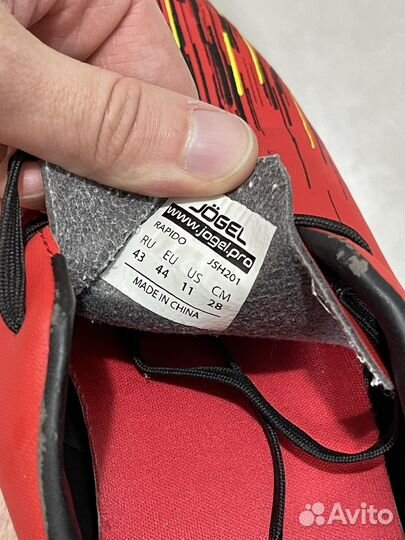 JÖGEL
www.jogel.pro
RAPIDO JSH201
RU EU US CM
43 44 11 28
MADE IN CHINA
Avito